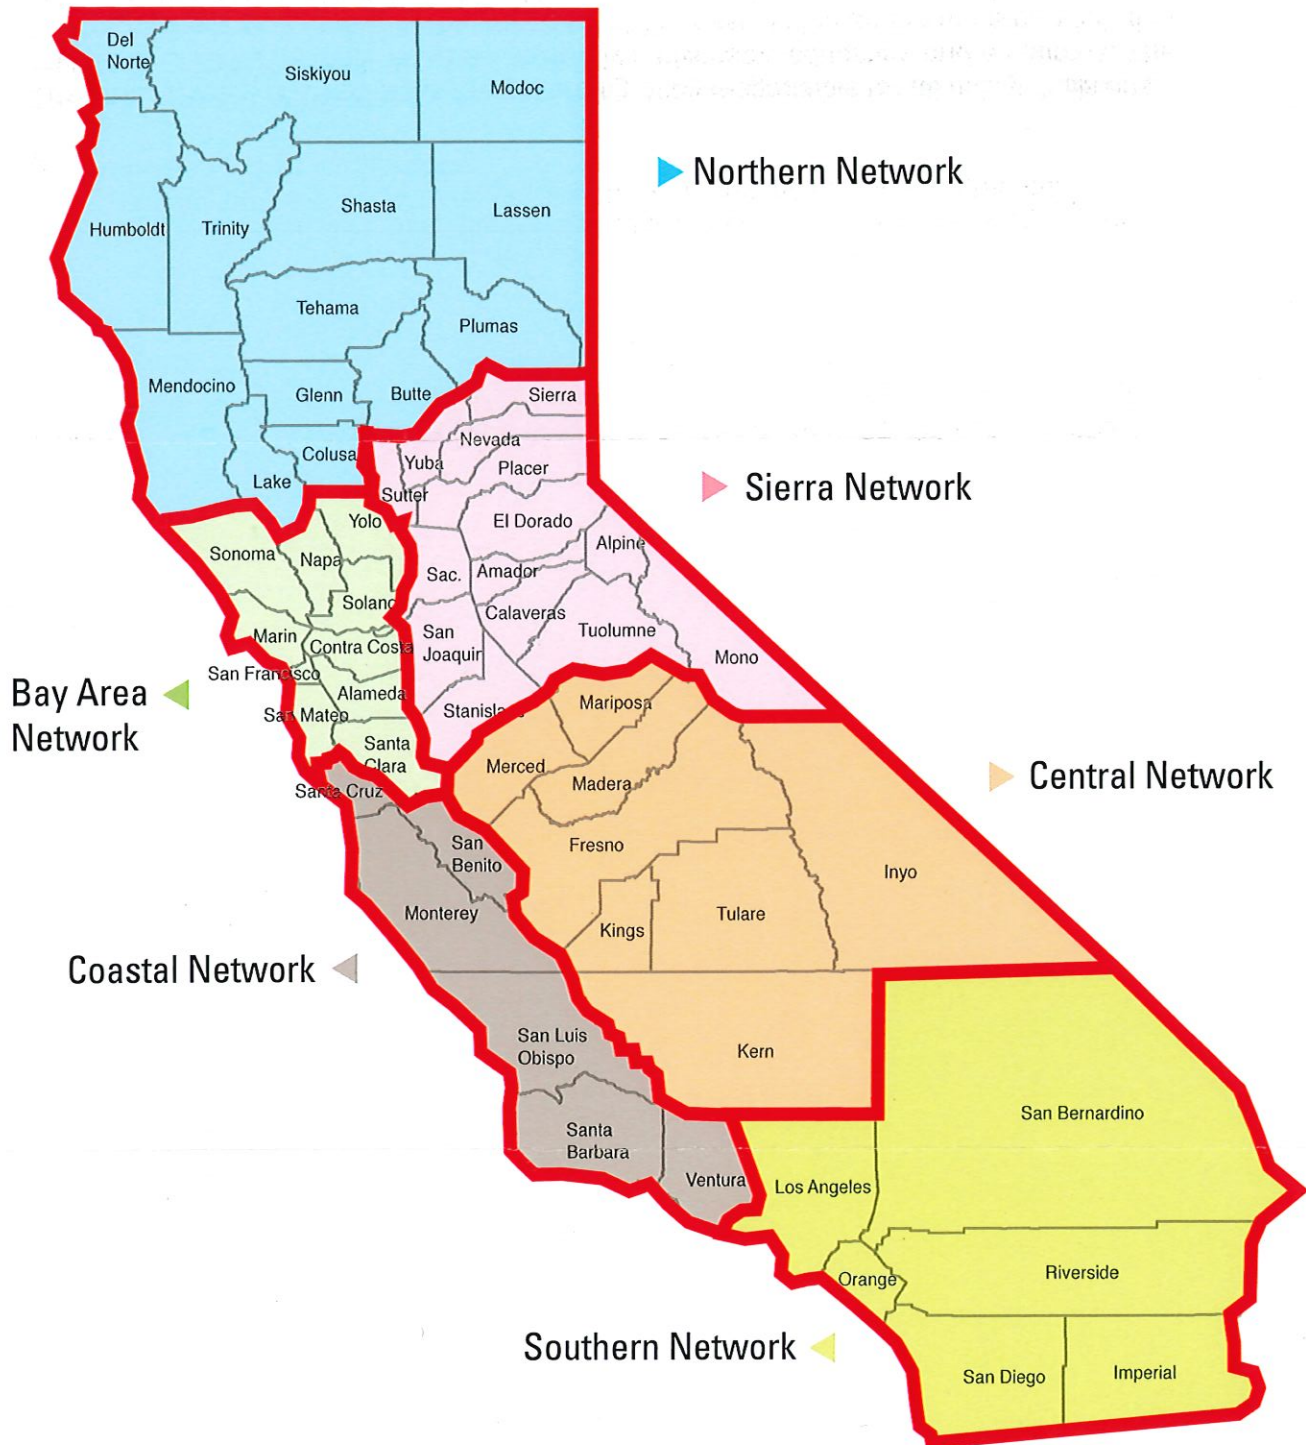 Del
Norte
Siskiyou
Modoc
Northern Network
Humboldt
Trinity
Shasta
Lassen
Tehama
Plumas
Mendocino
Glenn
Butte
Sierra
Nevada
Colusa
Yuba
Placer
Lake
Sutter
Sierra Network
Yolo
El Dorado
Alpine
Sonoma
Napa
Sac.
Amador
Solano
Calaveras
Marin
Contra Costa
San
Joaquin
Tuolumne
Mono
San Francisco
Bay Area
Network
Alameda
San Mateo
Stanislaus
Mariposa
Santa
Clara
Merced
Madera
Central Network
Santa Cruz
San
Benito
Fresno
Inyo
Monterey
Kings
Tulare
Coastal Network
San Luis
Obispo
Kern
San Bernardino
Santa
Barbara
Ventura
Los Angeles
Orange
Riverside
Southern Network
San Diego
Imperial